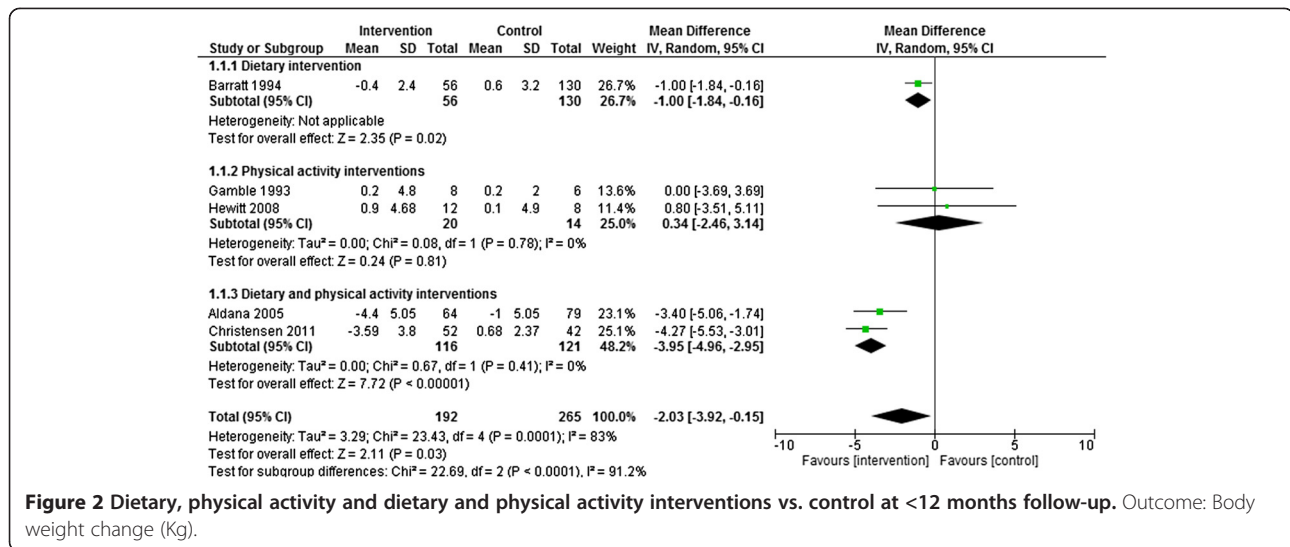 Intervention Control Mean Difference Mean Difference
Study or Subgroup Mean SD Total Mean SD Total Weight IV, Random, 95% CI IV, Random, 95% CI
1.1.1 Dietary intervention
Barratt 1994 -0.4 2.4 56 0.6 3.2 130 26.7% -1.00 [-1.84, -0.16]
Subtotal (95% CI) 56 130 26.7% -1.00 [-1.84, -0.16]
Heterogeneity: Not applicable
Test for overall effect: Z = 2.35 (P = 0.02)
1.1.2 Physical activity interventions
Gamble 1993 0.2 4.8 8 0.2 2 6 13.6% 0.00 [-3.69, 3.69]
Hewitt 2008 0.9 4.68 12 0.1 4.9 8 11.4% 0.80 [-3.51, 5.11]
Subtotal (95% CI) 20 14 25.0% 0.34 [-2.46, 3.14]
Heterogeneity: Tau² = 0.00; Chi² = 0.08, df = 1 (P = 0.78); I² = 0%
Test for overall effect: Z = 0.24 (P = 0.81)
1.1.3 Dietary and physical activity interventions
Aldana 2005 -4.4 5.05 64 -1 5.05 79 23.1% -3.40 [-5.06, -1.74]
Christensen 2011 -3.59 3.8 52 0.68 2.37 42 25.1% -4.27 [-5.53, -3.01]
Subtotal (95% CI) 116 121 48.2% -3.95 [-4.96, -2.95]
Heterogeneity: Tau² = 0.00; Chi² = 0.67, df = 1 (P = 0.41); I² = 0%
Test for overall effect: Z = 7.72 (P < 0.00001)
Total (95% CI) 192 265 100.0% -2.03 [-3.92, -0.15]
Heterogeneity: Tau² = 3.29; Chi² = 23.43, df = 4 (P = 0.0001); I² = 83%
Test for overall effect: Z = 2.11 (P = 0.03)
Test for subgroup differences: Chi² = 22.69, df = 2 (P < 0.0001), I² = 91.2%
-10 -5 0 5 10
Favours [intervention] Favours [control]
Figure 2 Dietary, physical activity and dietary and physical activity interventions vs. control at <12 months follow-up. Outcome: Body
weight change (Kg).